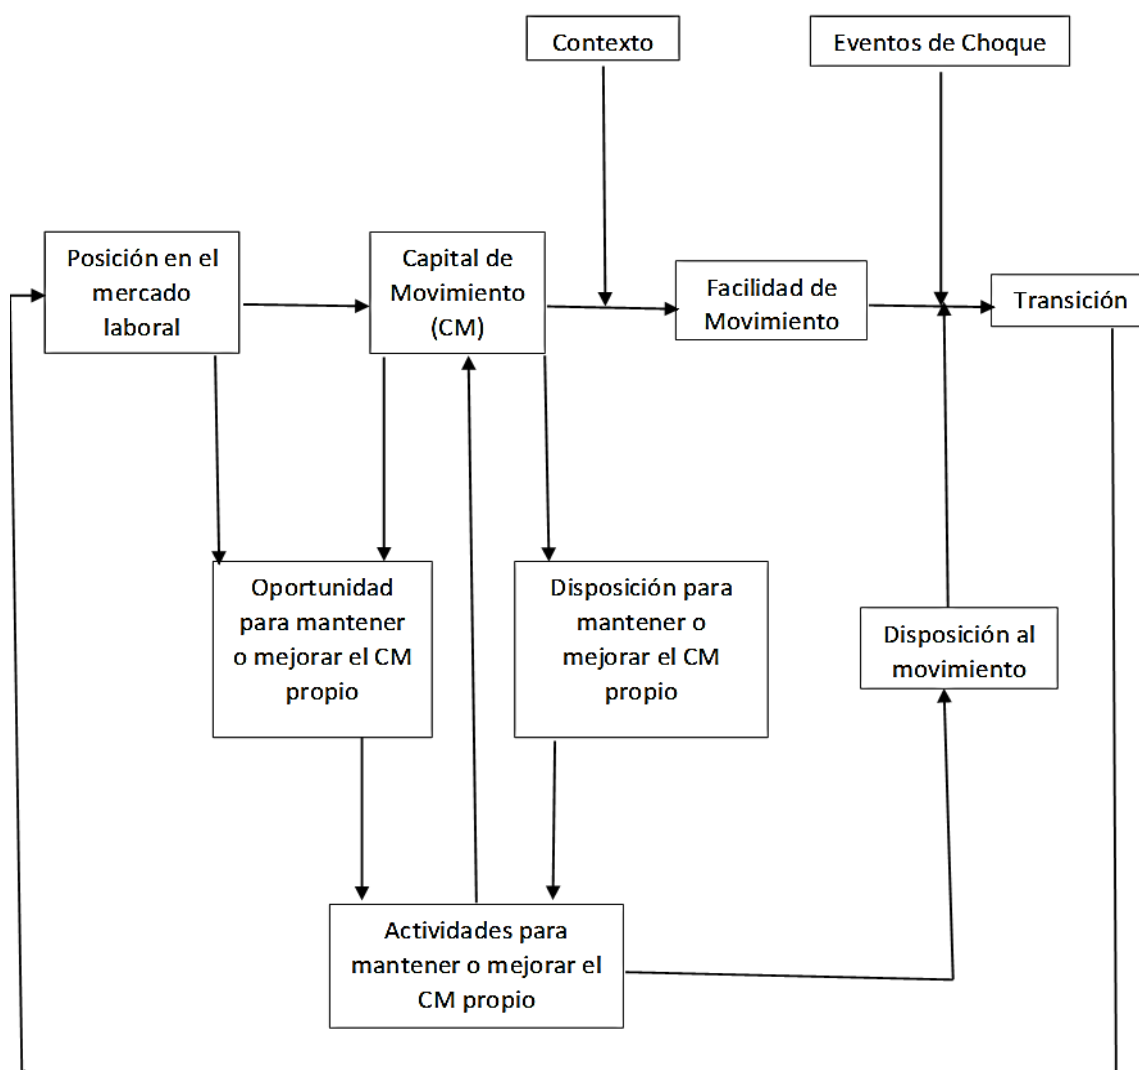 Contexto
Eventos de Choque
Posición en el
mercado
laboral
Capital de
Movimiento
(CM)
Facilidad de
Movimiento
Transición
Oportunidad
para mantener
o mejorar el CM
propio
Disposición para
mantener o
mejorar el CM
propio
Disposición al
movimiento
Actividades para
mantener o mejorar el
CM propio